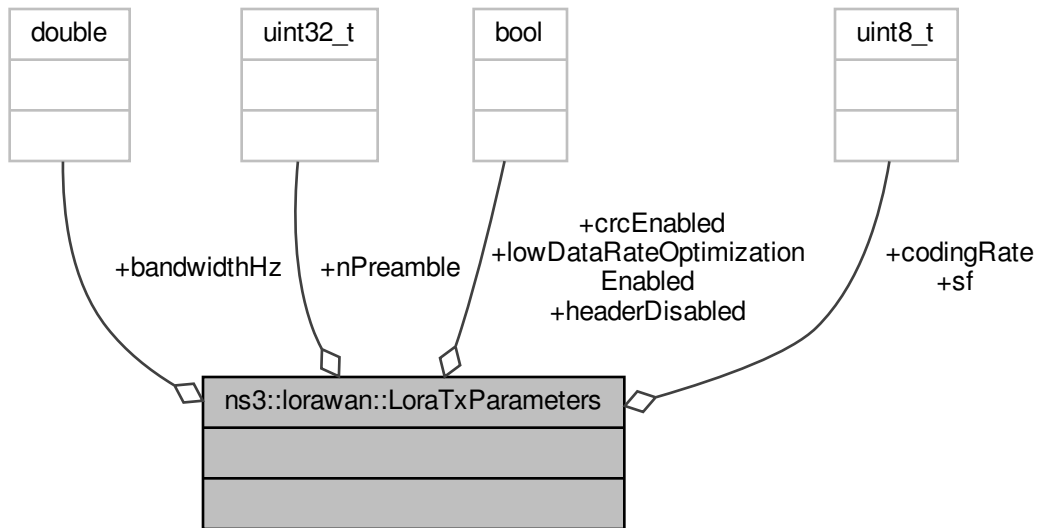 double
uint32_t
bool
uint8_t
+bandwidthHz
+nPreamble
+crcEnabled
+lowDataRateOptimization
Enabled
+headerDisabled
+codingRate
+sf
ns3::lorawan::LoraTxParameters